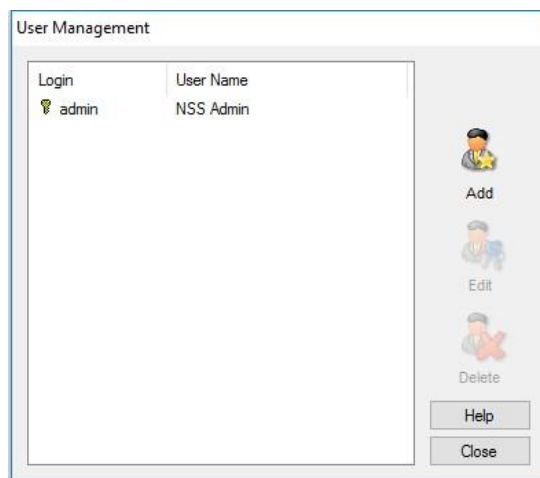 User Management
Login User Name
admin NSS Admin
Add
Edit
Delete
Help
Close